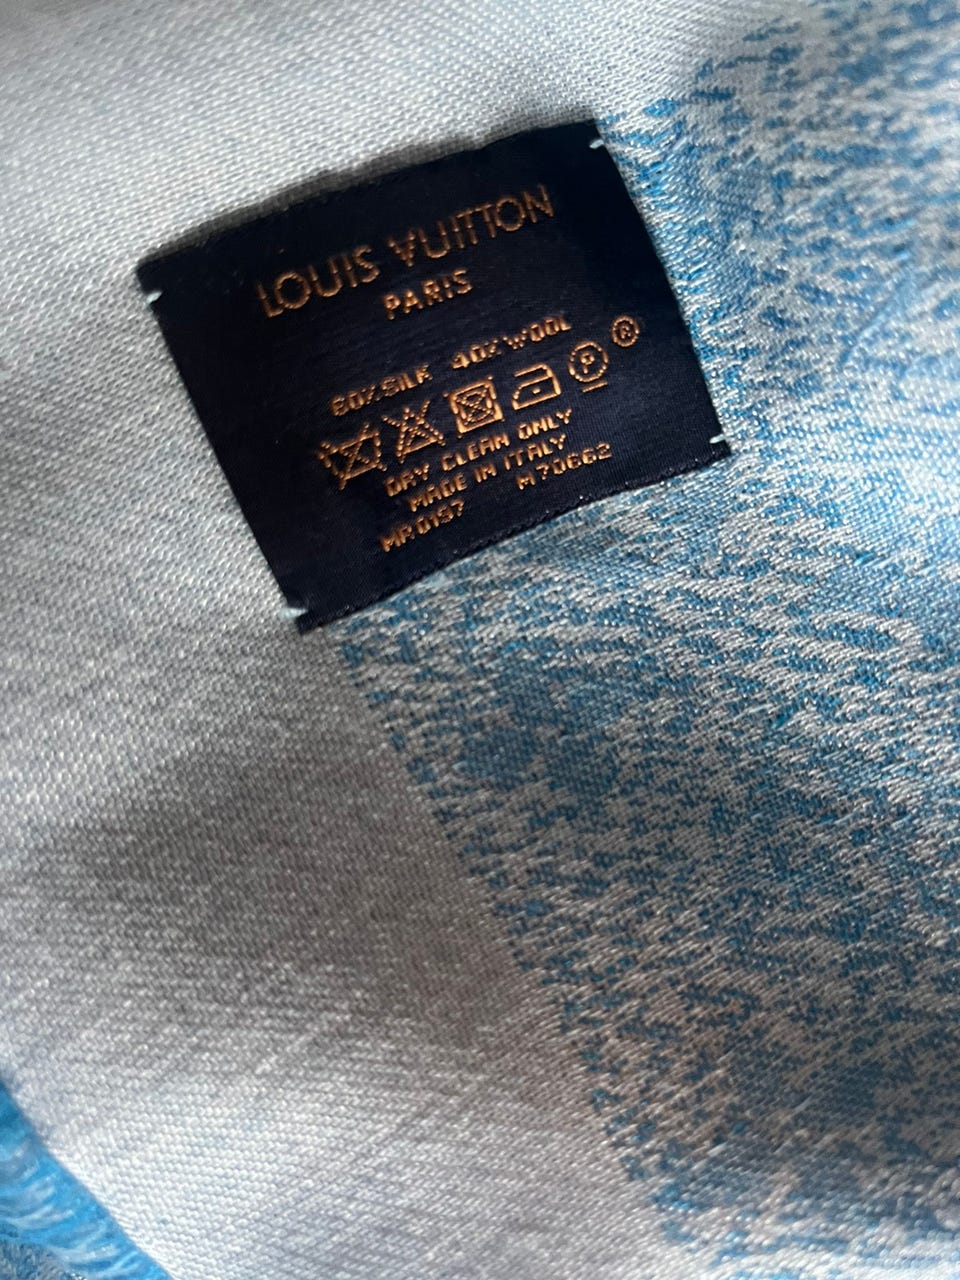 LOUIS VUITTON
PARIS
60%SILK 40%WOOL
P R
DRY CLEAN ONLY
MADE IN ITALY
MP0197 M70662